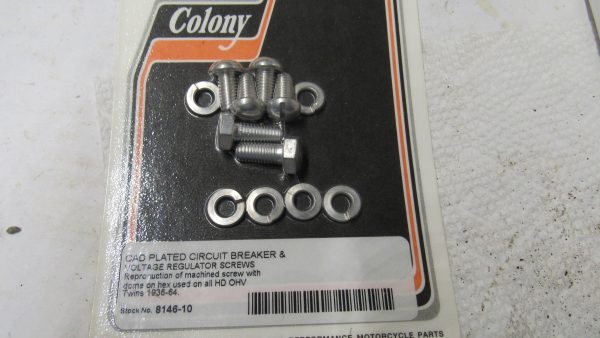 Colony
CAD PLATED CIRCUIT BREAKER &
VOLTAGE REGULATOR SCREWS
Reproduction of machined screw with
dome on hex used on all HD OHV
Twins 1936-64.
Stock No. 8146-10
PERFORMANCE MOTORCYCLE PARTS